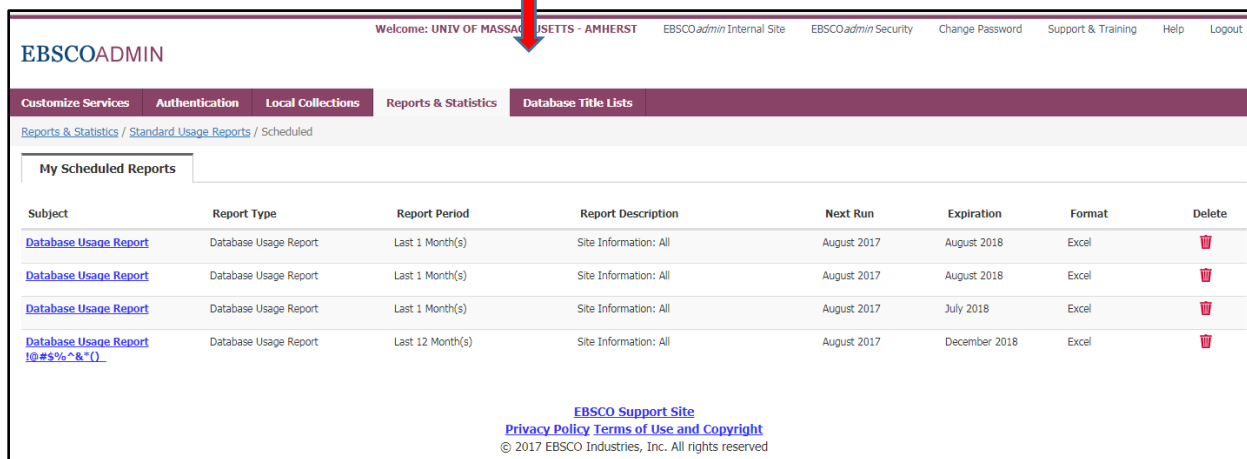 Welcome: UNIV OF MASSACHUSETTS - AMHERST EBSCOadmin Internal Site EBSCOadmin Security Change Password Support & Training Help Logout
EBSCOADMIN
Customize Services Authentication Local Collections Reports & Statistics Database Title Lists
Reports & Statistics / Standard Usage Reports / Scheduled
My Scheduled Reports
Subject Report Type Report Period Report Description Next Run Expiration Format Delete
Database Usage Report Database Usage Report Last 1 Month(s) Site Information: All August 2017 August 2018 Excel
Database Usage Report Database Usage Report Last 1 Month(s) Site Information: All August 2017 August 2018 Excel
Database Usage Report Database Usage Report Last 1 Month(s) Site Information: All August 2017 July 2018 Excel
Database Usage Report Database Usage Report Last 12 Month(s) Site Information: All August 2017 December 2018 Excel
!@#$%^&*()_
EBSCO Support Site
Privacy Policy Terms of Use and Copyright
© 2017 EBSCO Industries, Inc. All rights reserved